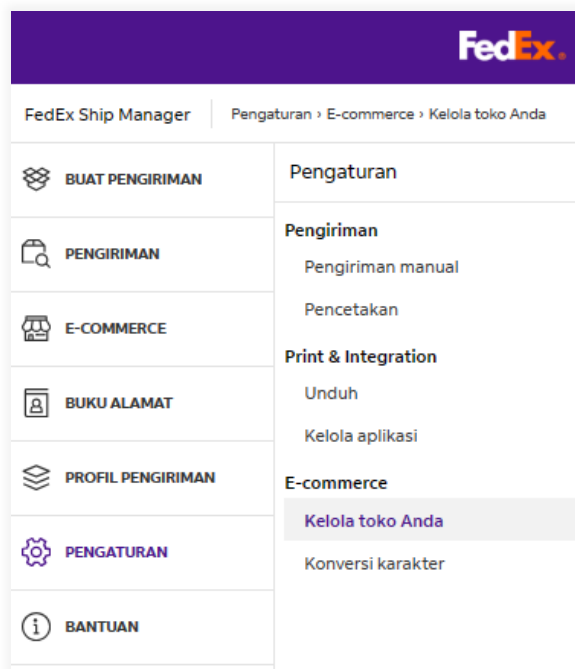 FedEx.
FedEx Ship Manager
Pengaturan › E-commerce › Kelola toko Anda
BUAT PENGIRIMAN
PENGIRIMAN
E-COMMERCE
BUKU ALAMAT
PROFIL PENGIRIMAN
PENGATURAN
BANTUAN
Pengaturan
Pengiriman
Pengiriman manual
Pencetakan
Print & Integration
Unduh
Kelola aplikasi
E-commerce
Kelola toko Anda
Konversi karakter